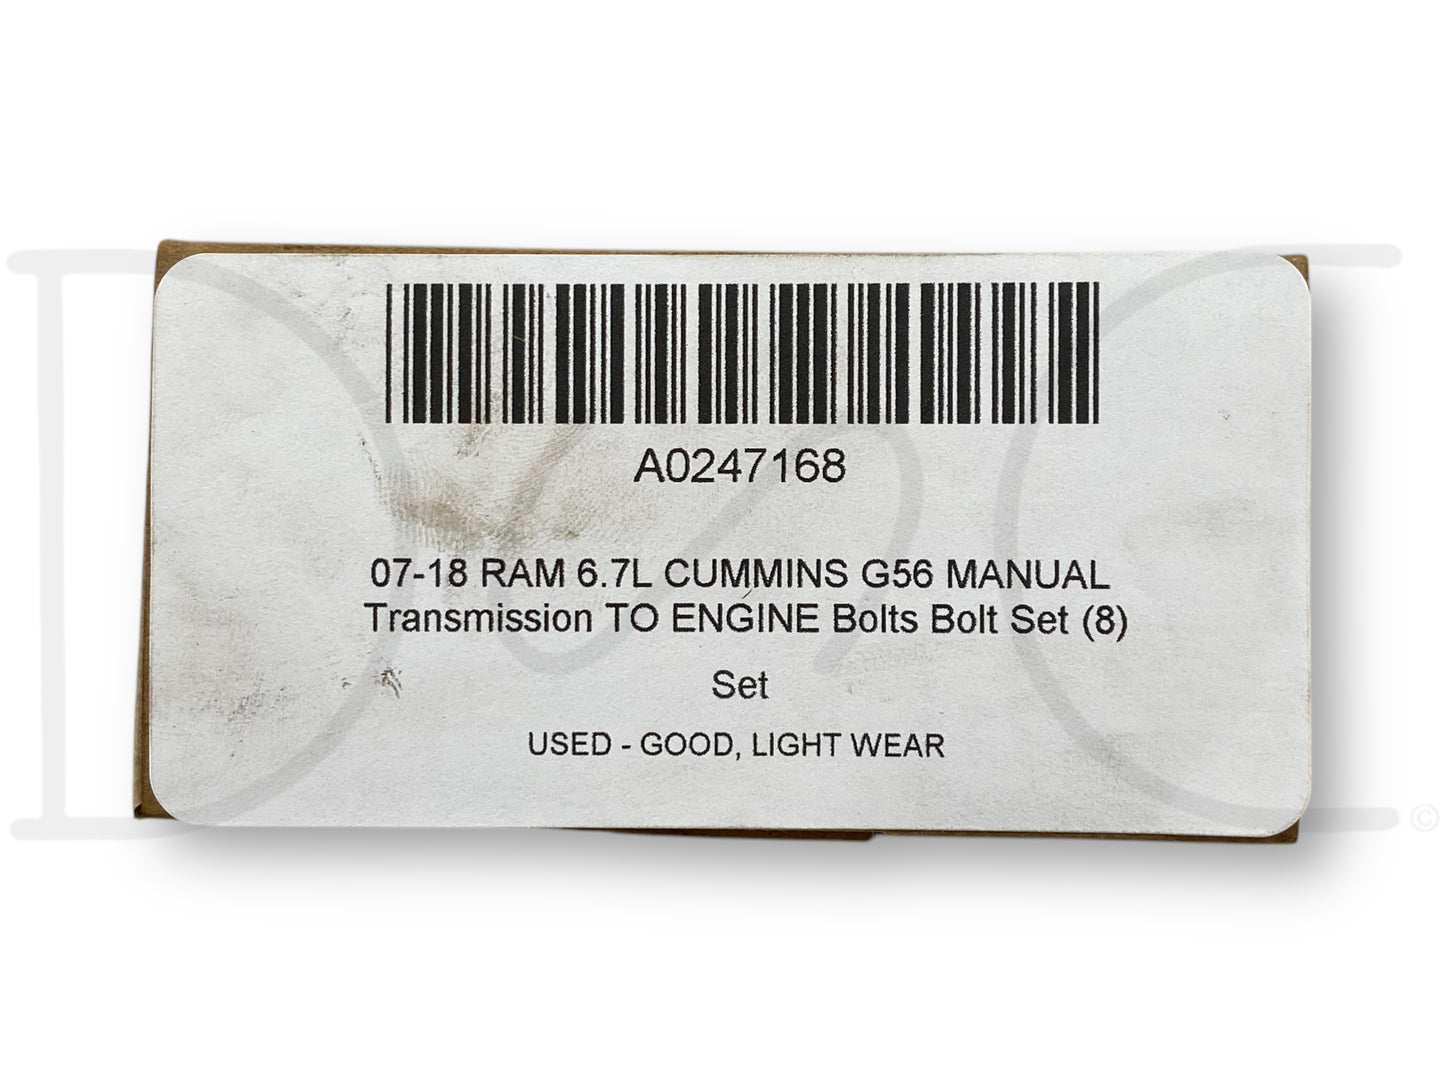 A0247168
07-18 RAM 6.7L CUMMINS G56 MANUAL
Transmission TO ENGINE Bolts Bolt Set (8)
Set
USED - GOOD, LIGHT WEAR
©